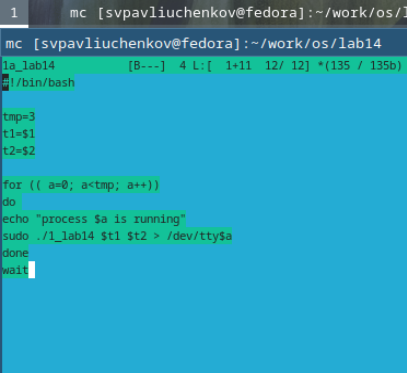 1 mc [svpavliuchenkov@fedora]:~/work/os/l
mc [svpavliuchenkov@fedora]:~/work/os/lab14
1a_lab14 [B---] 4 L:[ 1+11 12/ 12] *(135 / 135b)
#!/bin/bash
tmp=3
t1=$1
t2=$2
for (( a=0; a<tmp; a++))
do
echo "process $a is running"
sudo ./1_lab14 $t1 $t2 > /dev/tty$a
done
wait